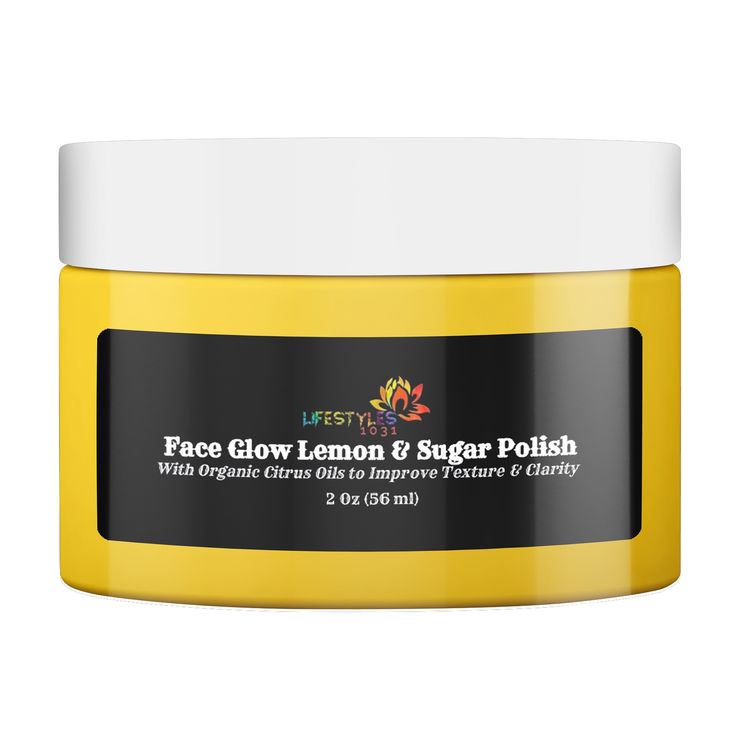 LIFESTYLES
1031
Face Glow Lemon & Sugar Polish
With Organic Citrus Oils to Improve Texture & Clarity
2 Oz (56 ml)